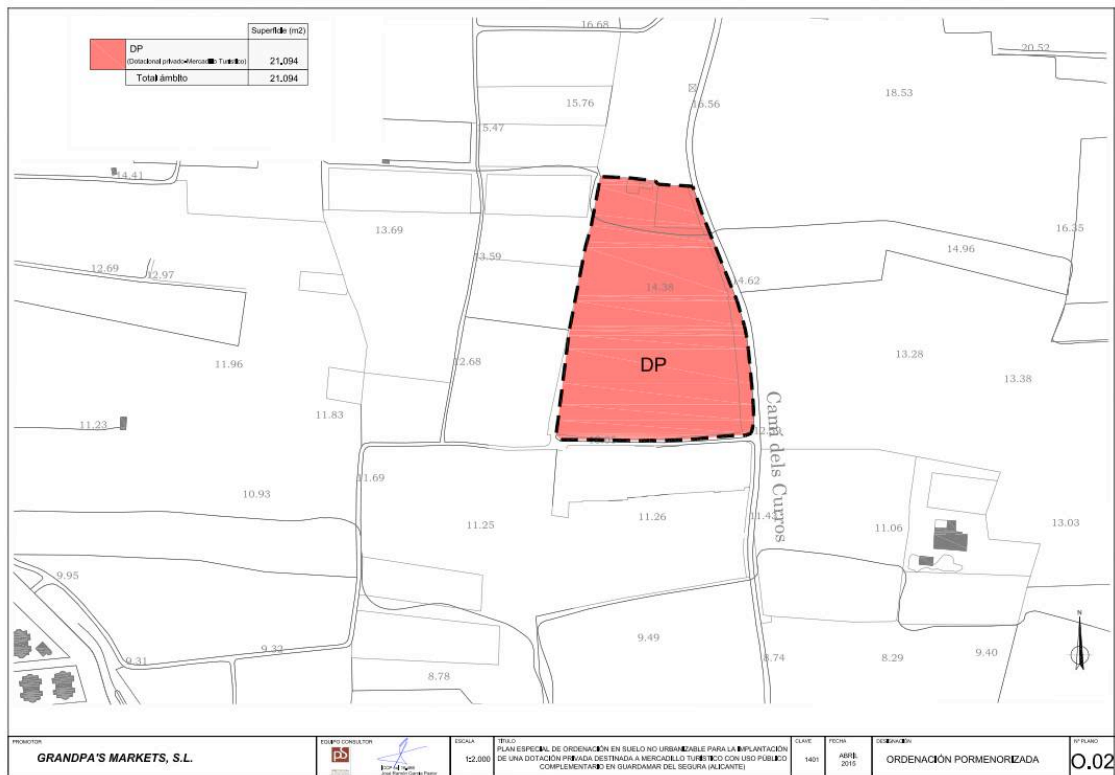 Superficie (m2)
DP
(Dotacional privado-Mercadillo Turístico)
21.094
Total ámbito
21.094
16.68
20.52
15.76
16.56
18.53
15.47
14.41
16.35
13.69
14.96
13.59
12.69
12.97
14.62
14.38
11.96
12.68
13.28
13.38
DP
11.83
11.23
Camí dels Curros
11.69
10.93
11.25
11.26
11.43
11.06
13.03
9.95
N
9.49
9.32
9.31
8.74
8.29
9.40
8.78
PROMOTOR
GRANDPA'S MARKETS, S.L.
EQUIPO CONSULTOR
ESCALA
1:2.000
TÍTULO
PLAN ESPECIAL DE ORDENACIÓN EN SUELO NO URBANIZABLE PARA LA IMPLANTACIÓN
DE UNA DOTACIÓN PRIVADA DESTINADA A MERCADILLO TURÍSTICO CON USO PÚBLICO
COMPLEMENTARIO EN GUARDAMAR DEL SEGURA (ALICANTE)
CLAVE
1401
FECHA
ABRIL
2015
DESIGNACIÓN
ORDENACIÓN PORMENORIZADA
Nº PLANO
O.02